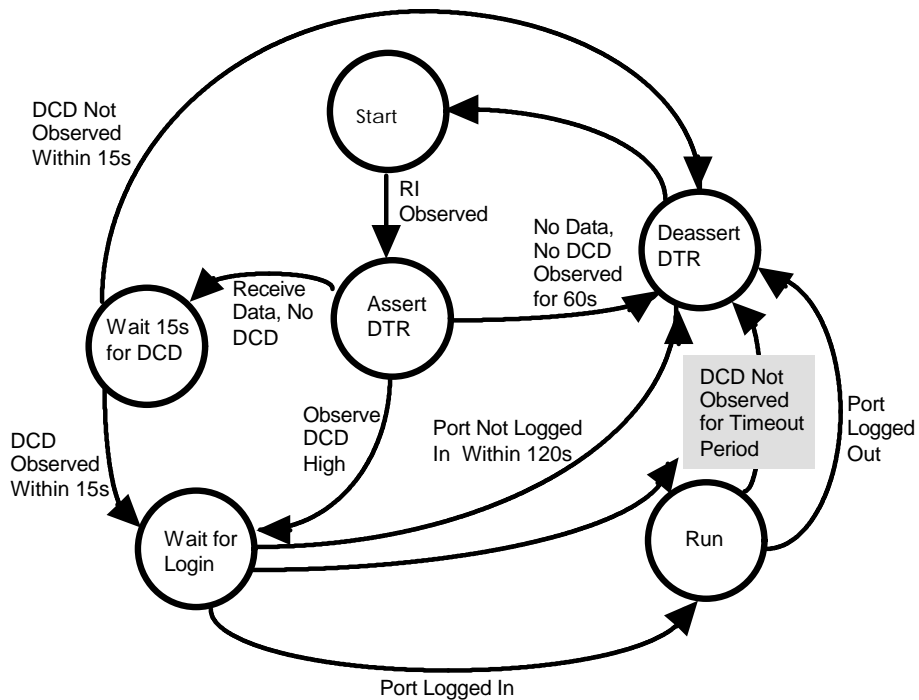 Start
DCD Not
Observed
Within 15s
RI
Observed
Deassert
DTR
No Data,
No DCD
Observed
for 60s
Receive
Data, No
DCD
Assert
DTR
Wait 15s
for DCD
DCD Not
Observed
for Timeout
Period
Port
Logged
Out
Observe
DCD
High
Port Not Logged
In Within 120s
DCD
Observed
Within 15s
Wait for
Login
Run
Port Logged In